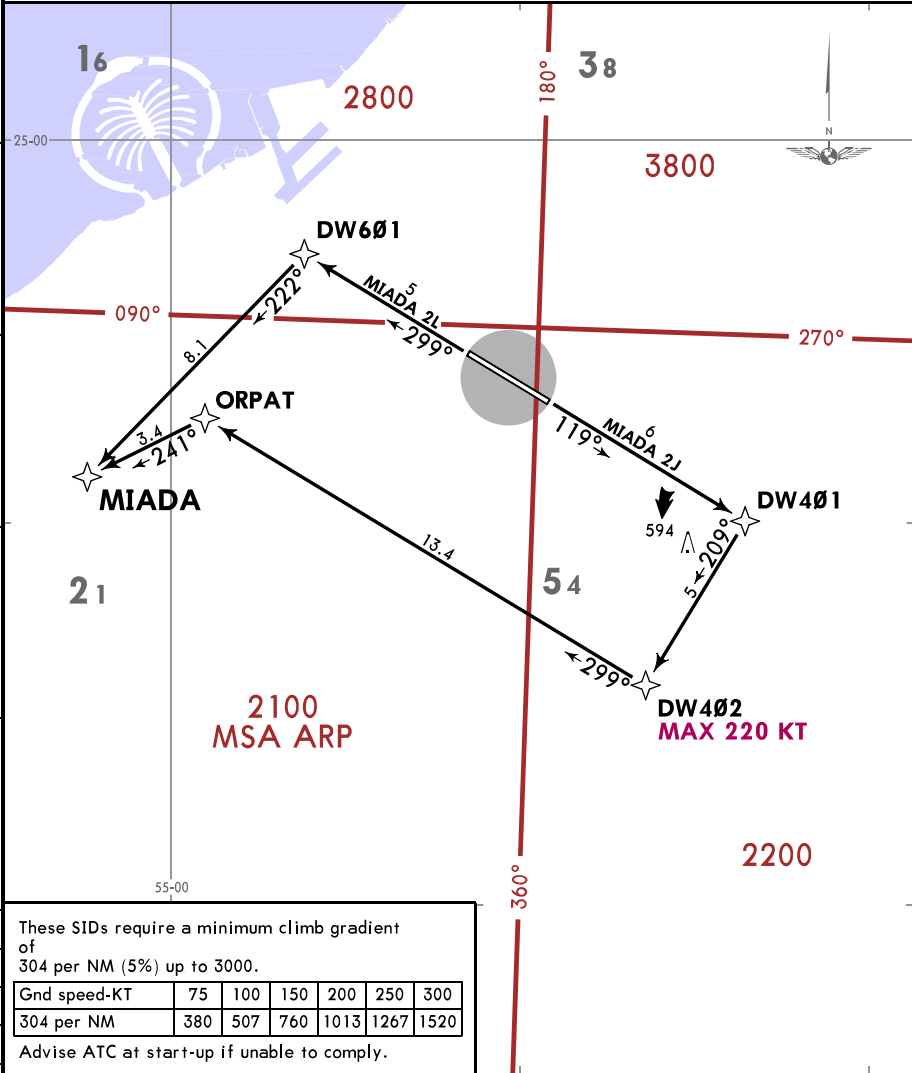 16
38
2800
180°
N
25-00
3800
DW6Ø1
090°
←222°
5
MIADA 2L
←299°
270°
8.1
ORPAT
3.4
←241°
MIADA
119°→
6
MIADA 2J
DW4Ø1
594
←209°
5
13.4
21
54
←299°
DW4Ø2
MAX 220 KT
2100
MSA ARP
2200
55-00
360°
These SIDs require a minimum climb gradient
of
304 per NM (5%) up to 3000.
Gnd speed-KT 75 100 150 200 250 300
304 per NM 380 507 760 1013 1267 1520
Advise ATC at start-up if unable to comply.